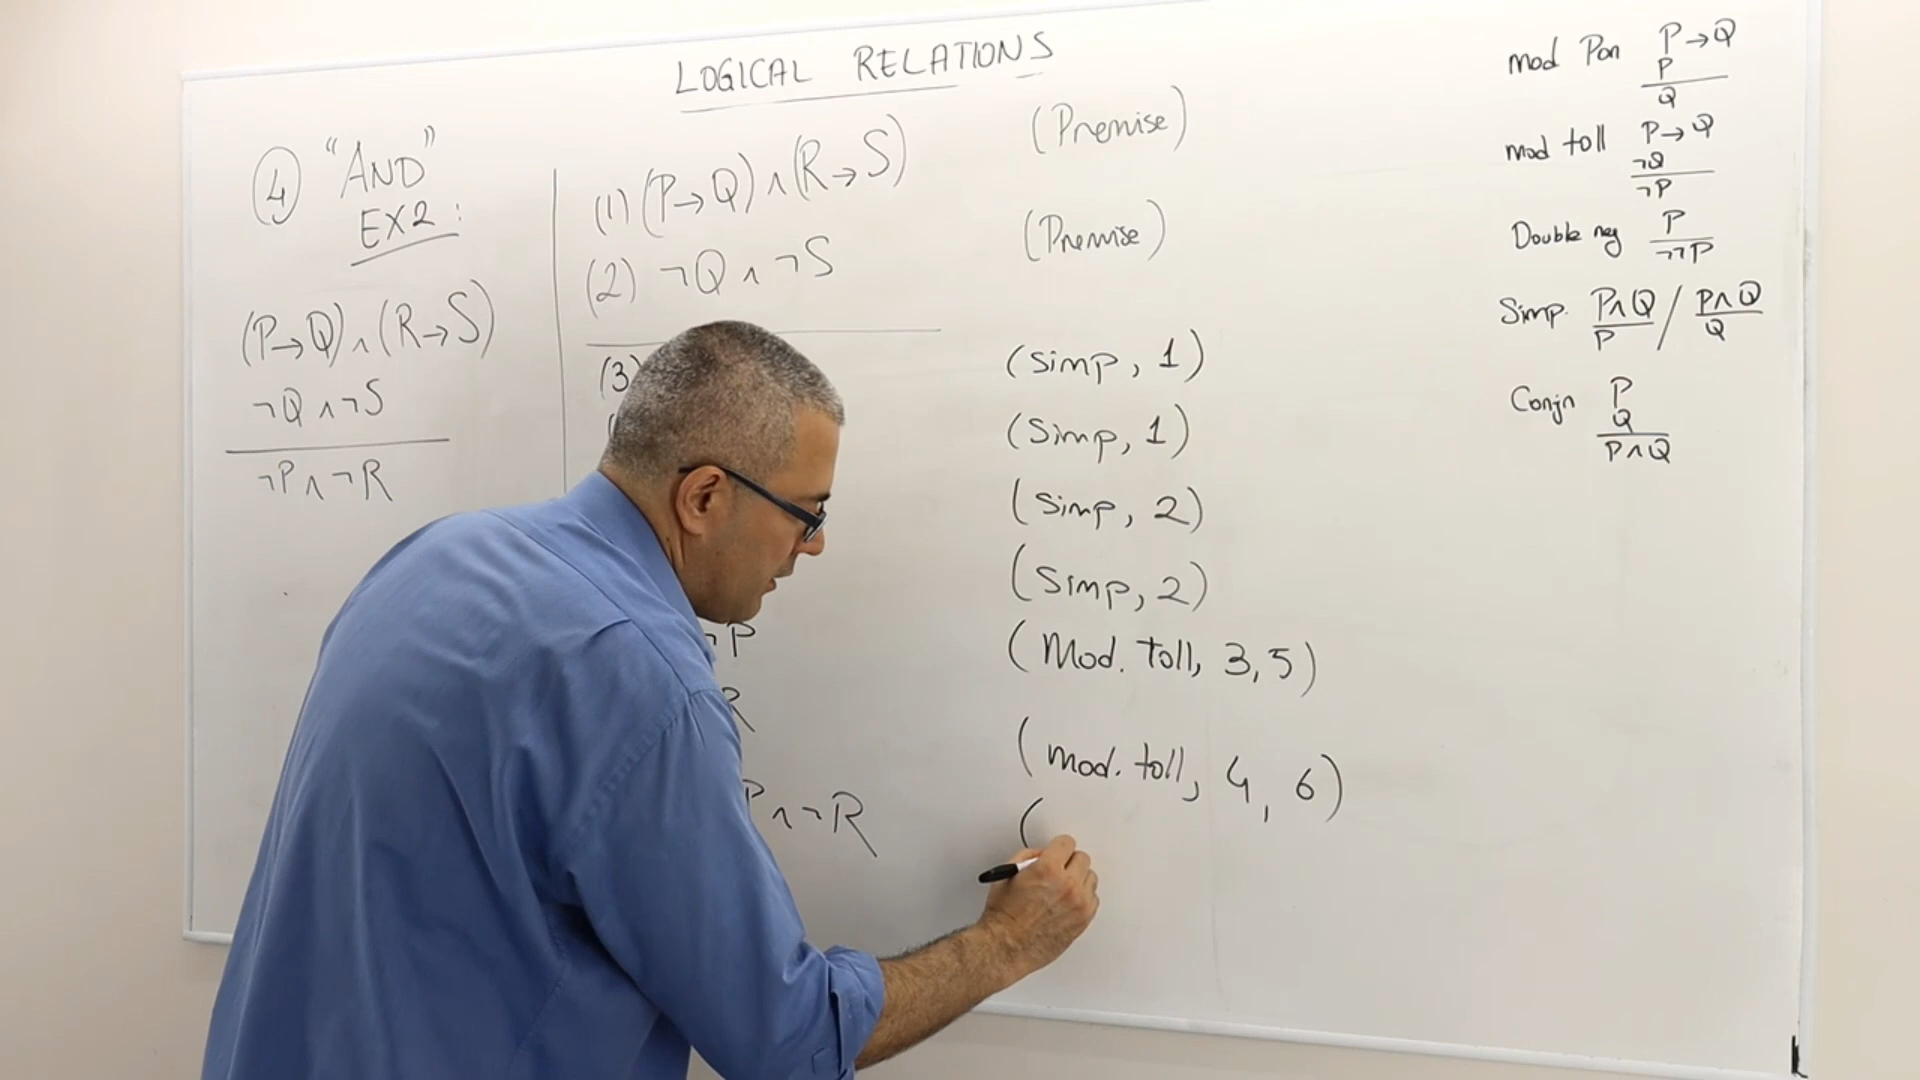 LOGICAL RELATIONS
④ "AND"
EX2:
(P→Q)∧(R→S)
¬Q∧¬S
¬P∧¬R
(1) (P→Q)∧(R→S) (Premise)
(2) ¬Q∧¬S (Premise)
(3) (simp, 1)
(simp, 1)
(simp, 2)
(simp, 2)
¬P (Mod. toll, 3,5)
R (mod. toll, 4, 6)
P∧¬R (
mod Pon P→Q
P
Q
mod toll P→Q
¬Q
¬P
Double neg P
¬¬P
Simp. P∧Q / P∧Q
P Q
Conjn P
Q
P∧Q